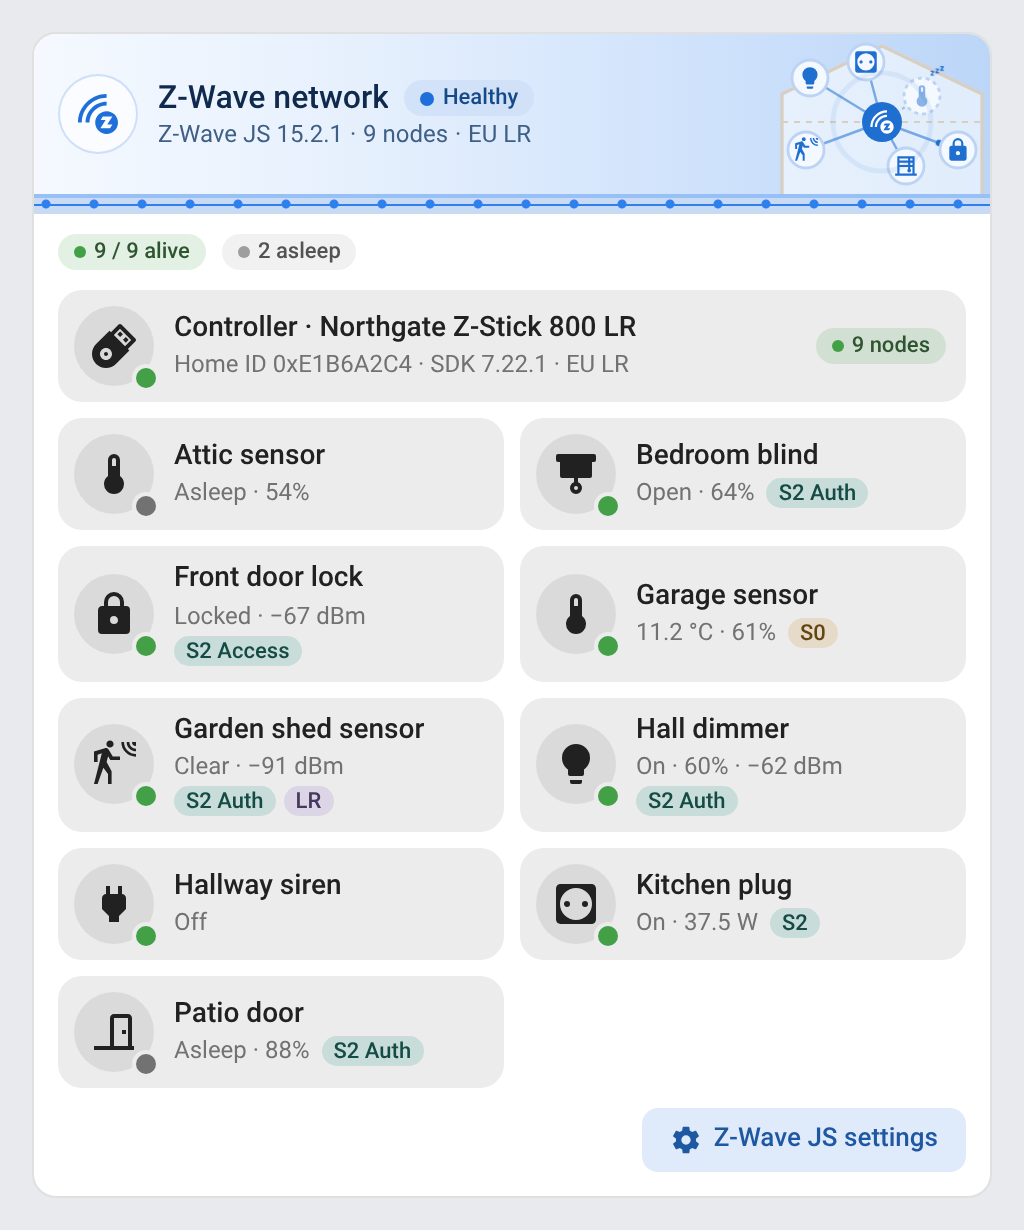 Z-Wave network
Healthy
Z-Wave JS 15.2.1 · 9 nodes · EU LR
zzz
9 / 9 alive
2 asleep
Controller · Northgate Z-Stick 800 LR
Home ID 0xE1B6A2C4 · SDK 7.22.1 · EU LR
9 nodes
Attic sensor
Asleep · 54%
Bedroom blind
Open · 64% S2 Auth
Front door lock
Locked · −67 dBm
S2 Access
Garage sensor
11.2 °C · 61% S0
Garden shed sensor
Clear · −91 dBm
S2 Auth LR
Hall dimmer
On · 60% · −62 dBm
S2 Auth
Hallway siren
Off
Kitchen plug
On · 37.5 W S2
Patio door
Asleep · 88% S2 Auth
Z-Wave JS settings